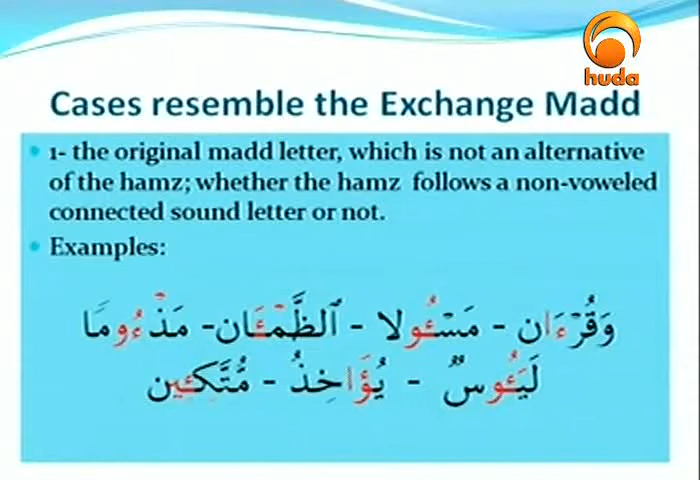 huda
Cases resemble the Exchange Madd
1- the original madd letter, which is not an alternative
of the hamz; whether the hamz follows a non-voweled
connected sound letter or not.
Examples:
وَقُرْءَان - مَسْـُٔولا - ٱلظَّمْـَٔان - مَذْءُومًا
لَيَـُٔوسٌ - يُؤَاخِذُ - مُّتَّكِـِٔين